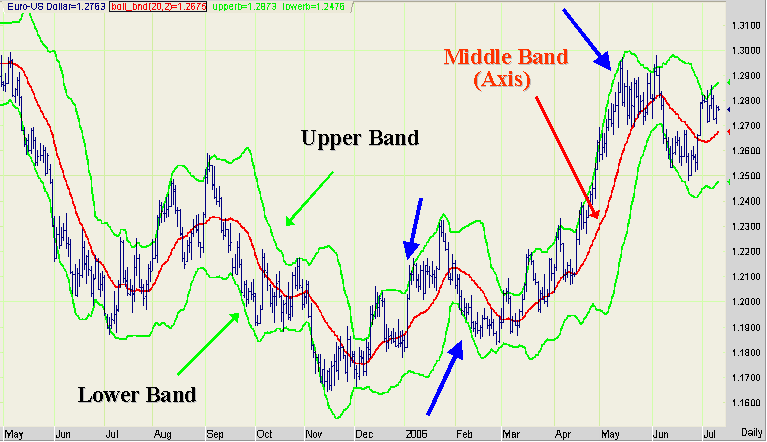 Euro-US Dollar=1.2763 boll_bnd(20,2)=1.2675 upperb=1.2873 lowerb=1.2476
1.3100
1.3000
Middle Band
(Axis)
1.2900
1.2800
1.2700
Upper Band
1.2600
1.2500
1.2400
1.2300
1.2200
1.2100
1.2000
1.1900
1.1800
1.1700
Lower Band
1.1600
May Jun Jul Aug Sep Oct Nov Dec 2006 Feb Mar Apr May Jun Jul Daily